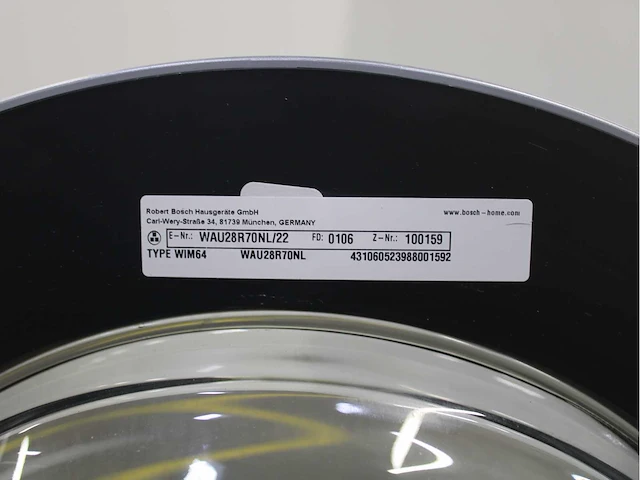 Robert Bosch Hausgeräte GmbH
Carl-Wery-Straße 34, 81739 München, GERMANY
www.bosch-home.com
E-Nr.: WAU28R70NL/22 FD: 0106 Z-Nr.: 100159
TYPE WIM64 WAU28R70NL 431060523988001592